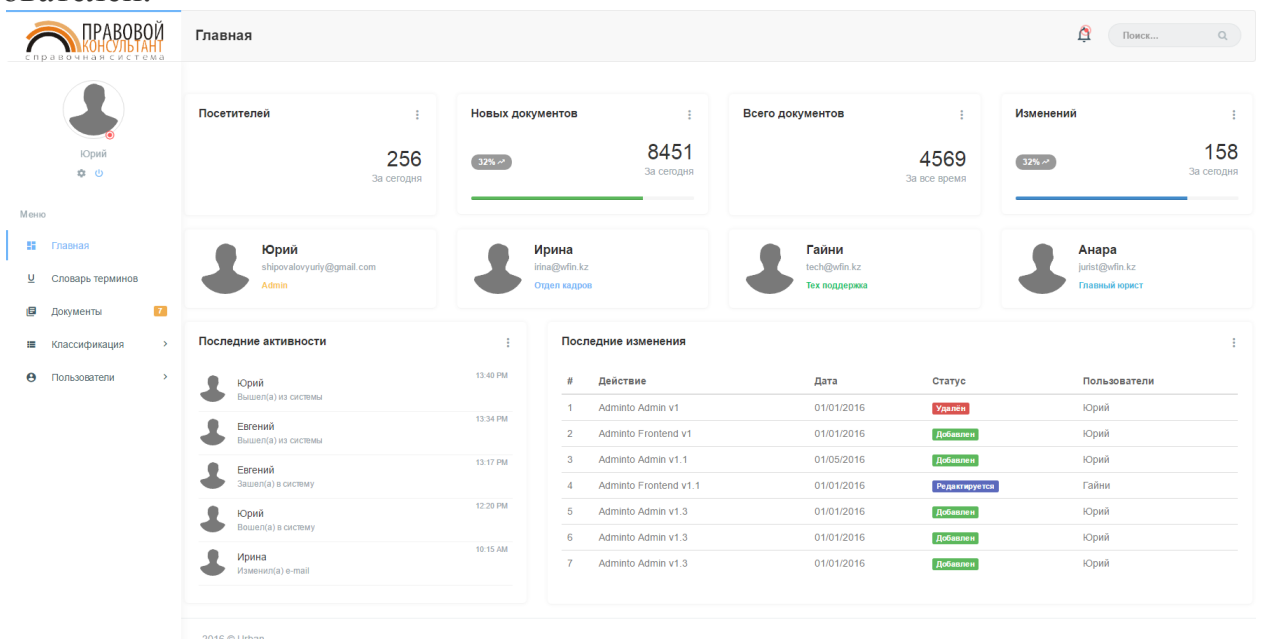 ПРАВОВОЙ
КОНСУЛЬТАНТ
справочная система
Главная
Поиск...
Юрий
Меню
Главная
Словарь терминов
Документы 7
Классификация
Пользователи
Посетителей
256
За сегодня
Новых документов
32%
8451
За сегодня
Всего документов
4569
За все время
Изменений
32%
158
За сегодня
Юрий
shipovalovyuriy@gmail.com
Admin
Ирина
irina@wfin.kz
Отдел кадров
Гайни
tech@wfin.kz
Тех поддержка
Анара
jurist@wfin.kz
Главный юрист
Последние активности
Юрий 13:40 PM
Вышел(а) из системы
Евгений 13:34 PM
Вышел(а) из системы
Евгений 13:17 PM
Зашел(а) в систему
Юрий 12:20 PM
Вошел(а) в систему
Ирина 10:15 AM
Изменил(а) e-mail
Последние изменения
# Действие Дата Статус Пользователи
1 Adminto Admin v1 01/01/2016 Удалён Юрий
2 Adminto Frontend v1 01/01/2016 Добавлен Юрий
3 Adminto Admin v1.1 01/05/2016 Добавлен Юрий
4 Adminto Frontend v1.1 01/01/2016 Редактируется Гайни
5 Adminto Admin v1.3 01/01/2016 Добавлен Юрий
6 Adminto Admin v1.3 01/01/2016 Добавлен Юрий
7 Adminto Admin v1.3 01/01/2016 Добавлен Юрий
2016 © Urban